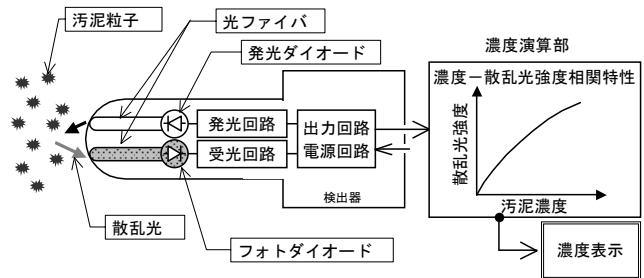 汚泥粒子
光ファイバ
発光ダイオード
濃度演算部
濃度－散乱光強度相関特性
発光回路
受光回路
出力回路
電源回路
散乱光強度
汚泥濃度
検出器
散乱光
フォトダイオード
濃度表示